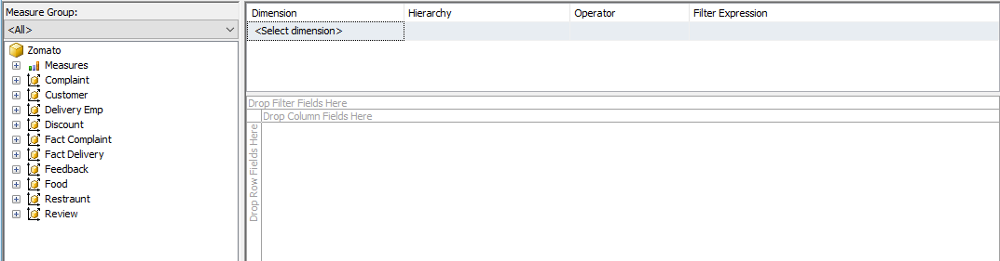 Measure Group:
<All>
Zomato
Measures
Complaint
Customer
Delivery Emp
Discount
Fact Complaint
Fact Delivery
Feedback
Food
Restraunt
Review
Dimension Hierarchy Operator Filter Expression
<Select dimension>
Drop Filter Fields Here
Drop Column Fields Here
Drop Row Fields Here